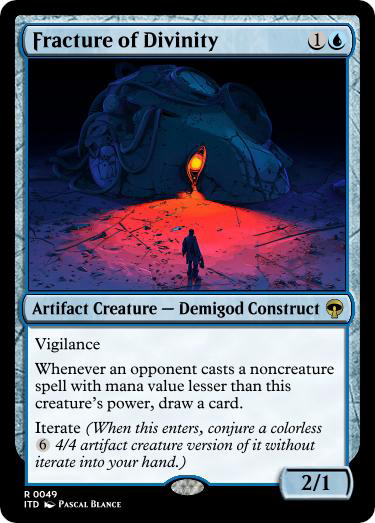 Fracture of Divinity 1
Artifact Creature — Demigod Construct
Vigilance
Whenever an opponent casts a noncreature
spell with mana value lesser than this
creature's power, draw a card.
Iterate (When this enters, conjure a colorless
6 4/4 artifact creature version of it without
iterate into your hand.)
2/1
R 0049
ITD Pascal Blance